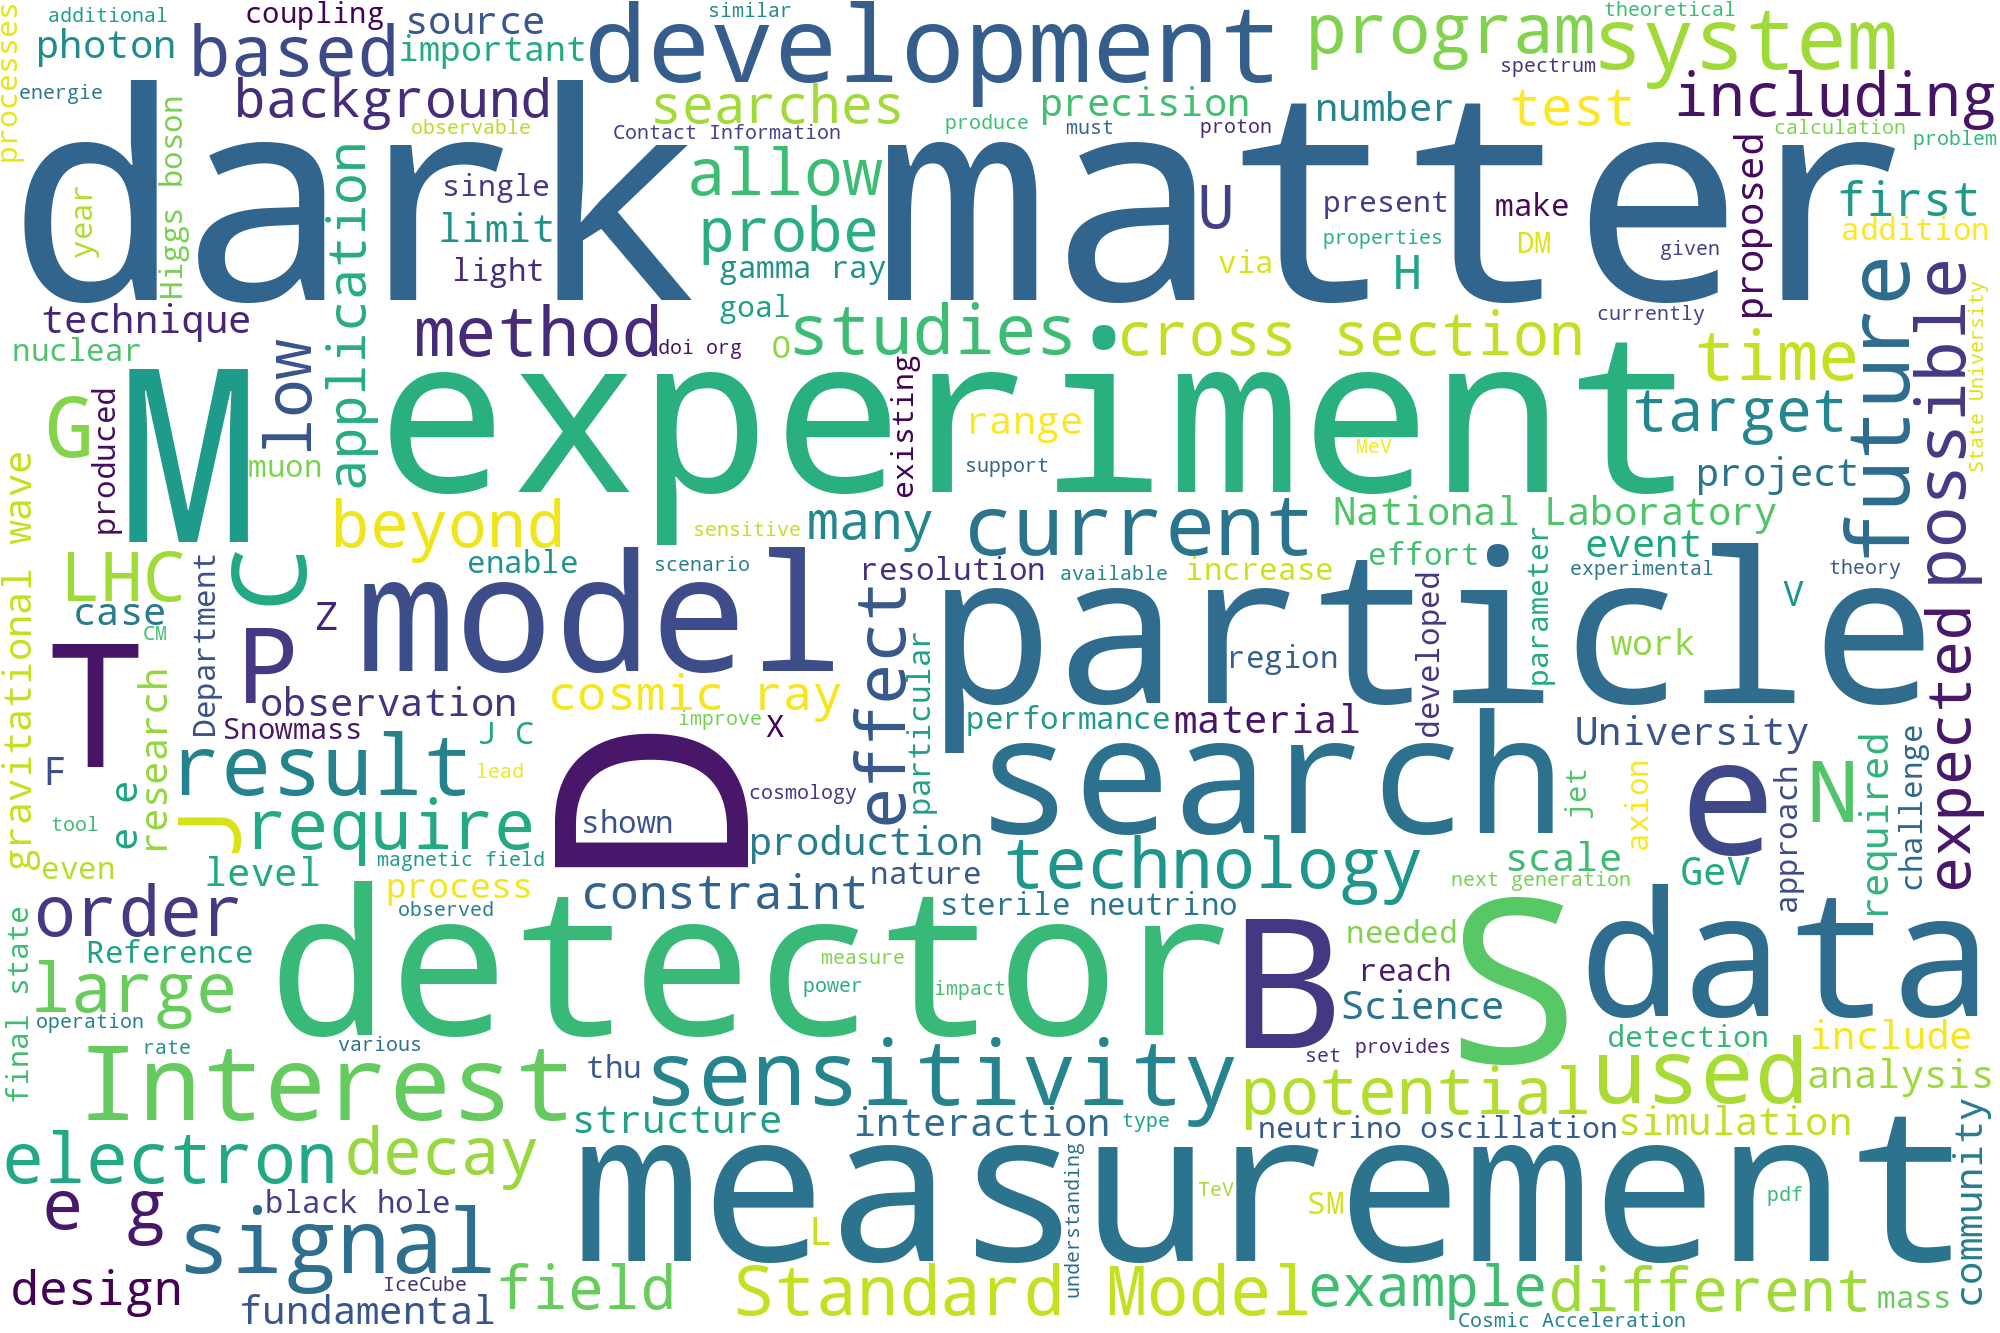 additional
coupling
source
similar
development
program
theoretical
system
processes
photon
based
important
spectrum
including
energie
background
searches
precision
number
test
observable
Contact Information
produce
must
proton
calculation
problem
dark matter
year
Higgs boson
application
single
limit
light
allow
probe
gamma ray
goal
U
present
properties
via
make
DM
H
given
proposed
first
addition
currently
technique
nuclear
method
doi org
O
studies
•
cross section
time
future
possible
State University
low
G
produced
M
experiment
existing
range
support
MeV
target
project
muon
beyond
sensitive
many
current
National Laboratory
gravitational wave
LHC
case
CM
Department
C
Z
P
enable
scenario
model
resolution
available
increase
effort
event
experimental
theory
V
effect
particle
developed
parameter
work
region
T
observation
cosmic ray
particular
performance
material
University
expected
Snowmass
J C
improve
X
F
e e
research
result
lead
D
shown
cosmology
search
jet
axion
e
approach
N
required
challenge
tool
J
require
production
technology
scale
GeV
even
level
magnetic field
process
nature
next generation
order
observed
constraint
sterile neutrino
Reference
detector
measure
power
impact
B
needed
reach
Science
S
data
large
final state
operation
rate
various
set
provides
detection
include
Interest
thu
sensitivity
potential
used
analysis
structure
interaction
type
neutrino oscillation
simulation
community
electron
decay
measurement
understanding
TeV
SM
pdf
e g
black hole
signal
L
design
IceCube
fundamental
field
Standard Model
example
different
mass
Cosmic Acceleration